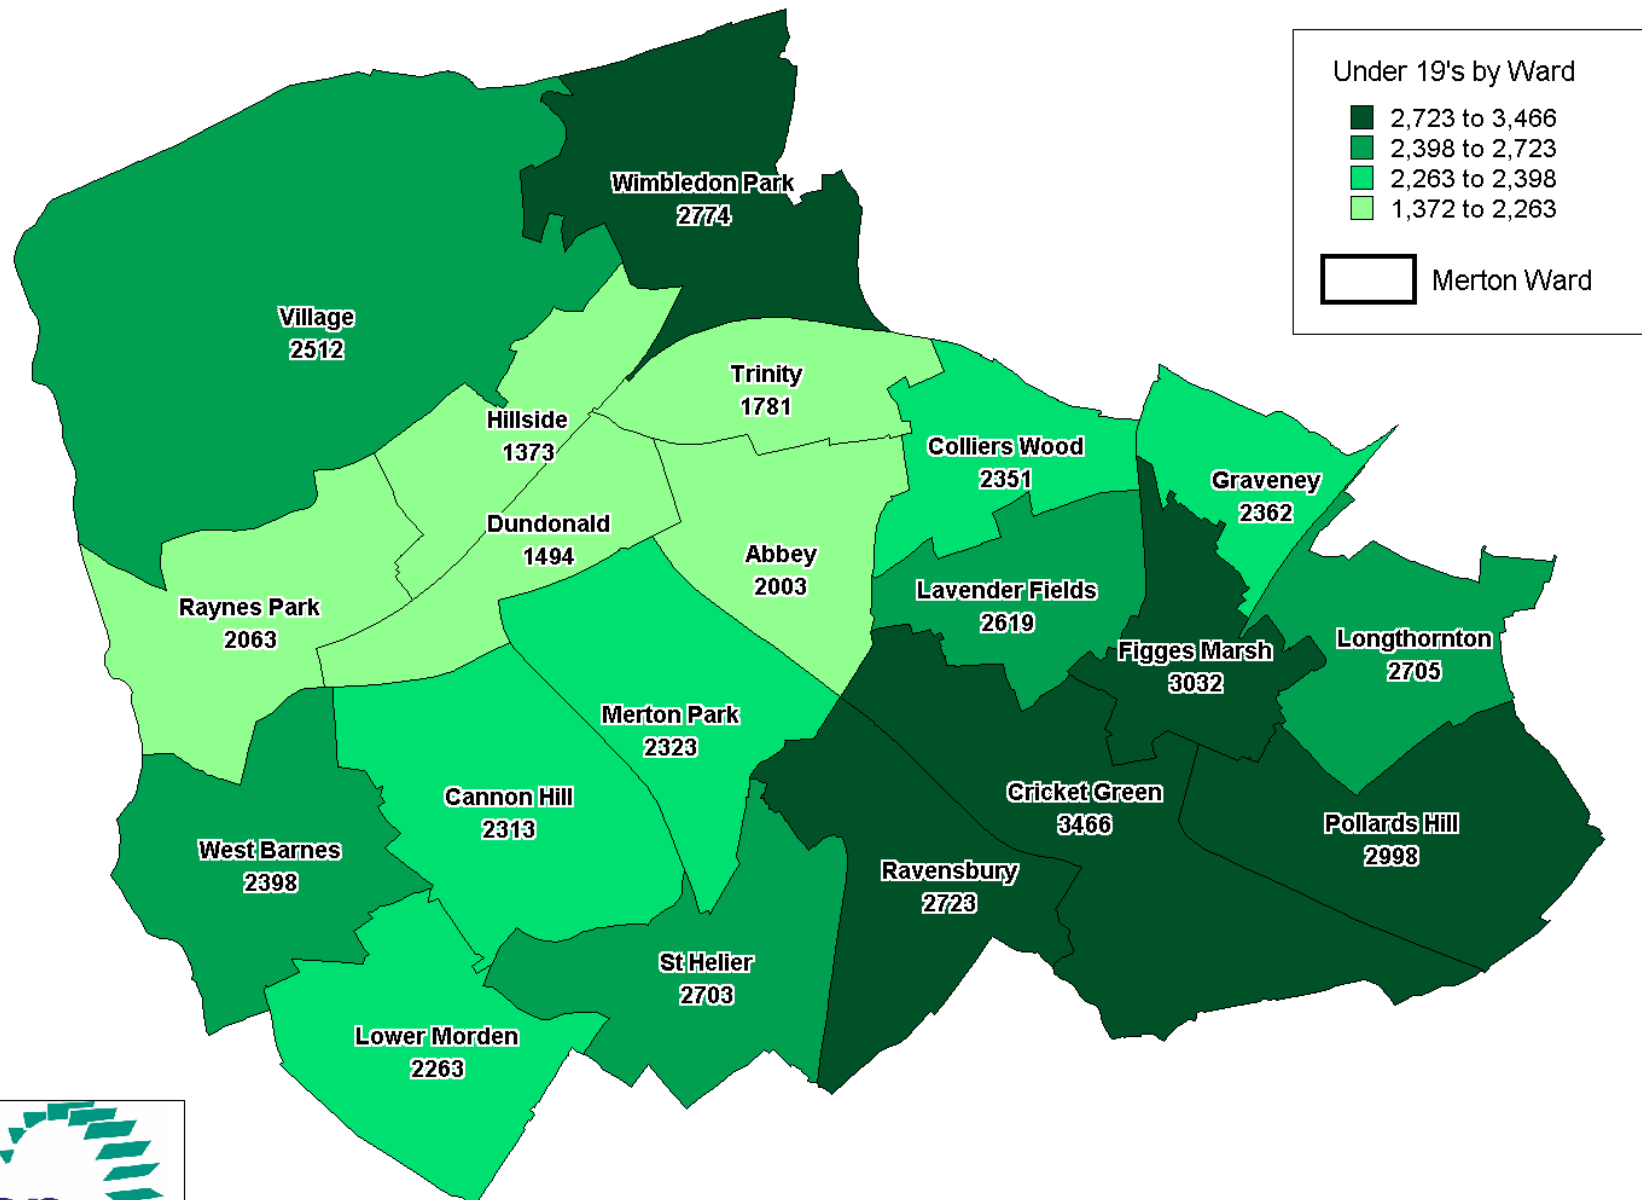 Under 19's by Ward
2,723 to 3,466
2,398 to 2,723
2,263 to 2,398
1,372 to 2,263
Merton Ward
Wimbledon Park
2774
Village
2512
Trinity
1781
Hillside
1373
Colliers Wood
2351
Graveney
2362
Dundonald
1494
Abbey
2003
Lavender Fields
2619
Raynes Park
2063
Figges Marsh
3032
Longthornton
2705
Merton Park
2323
Cannon Hill
2313
Cricket Green
3466
Pollards Hill
2998
West Barnes
2398
Ravensbury
2723
St Helier
2703
Lower Morden
2263